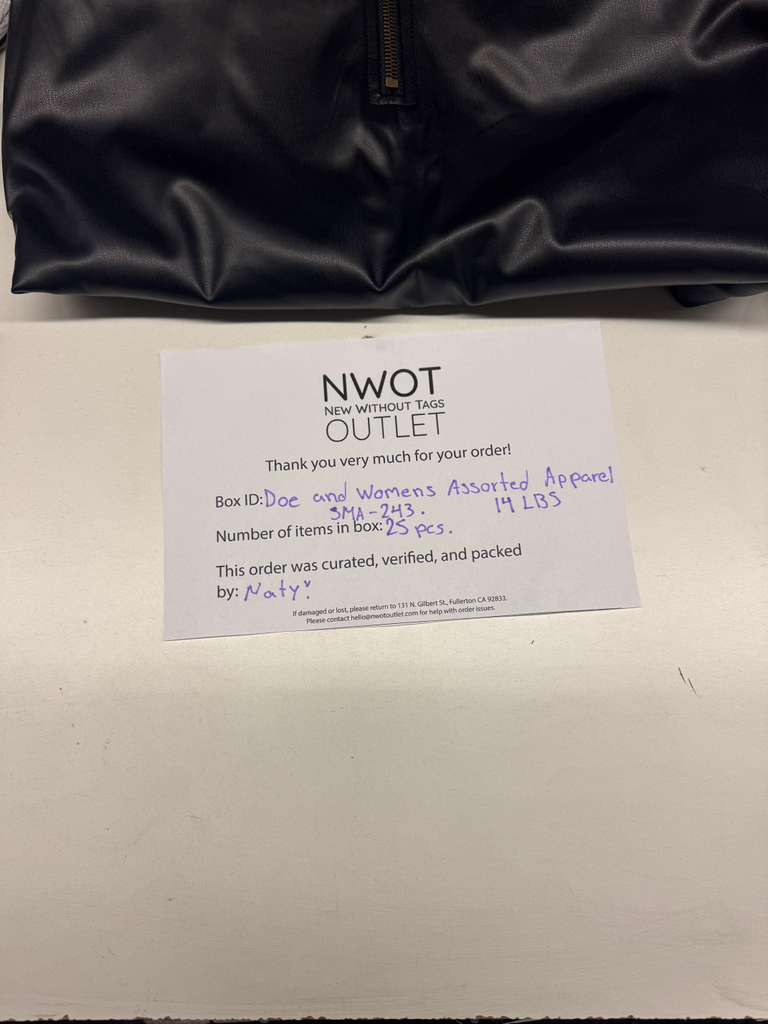 NWOT
NEW WITHOUT TAGS
OUTLET
Thank you very much for your order!
Box ID: Doe and Womens Assorted Apparel
SMA-243. 14 LBS
Number of items in box: 25 pcs.
This order was curated, verified, and packed
by: Naty!
If damaged or lost, please return to 131 N. Gilbert St., Fullerton CA 92833.
Please contact hello@nwotoutlet.com for help with order issues.